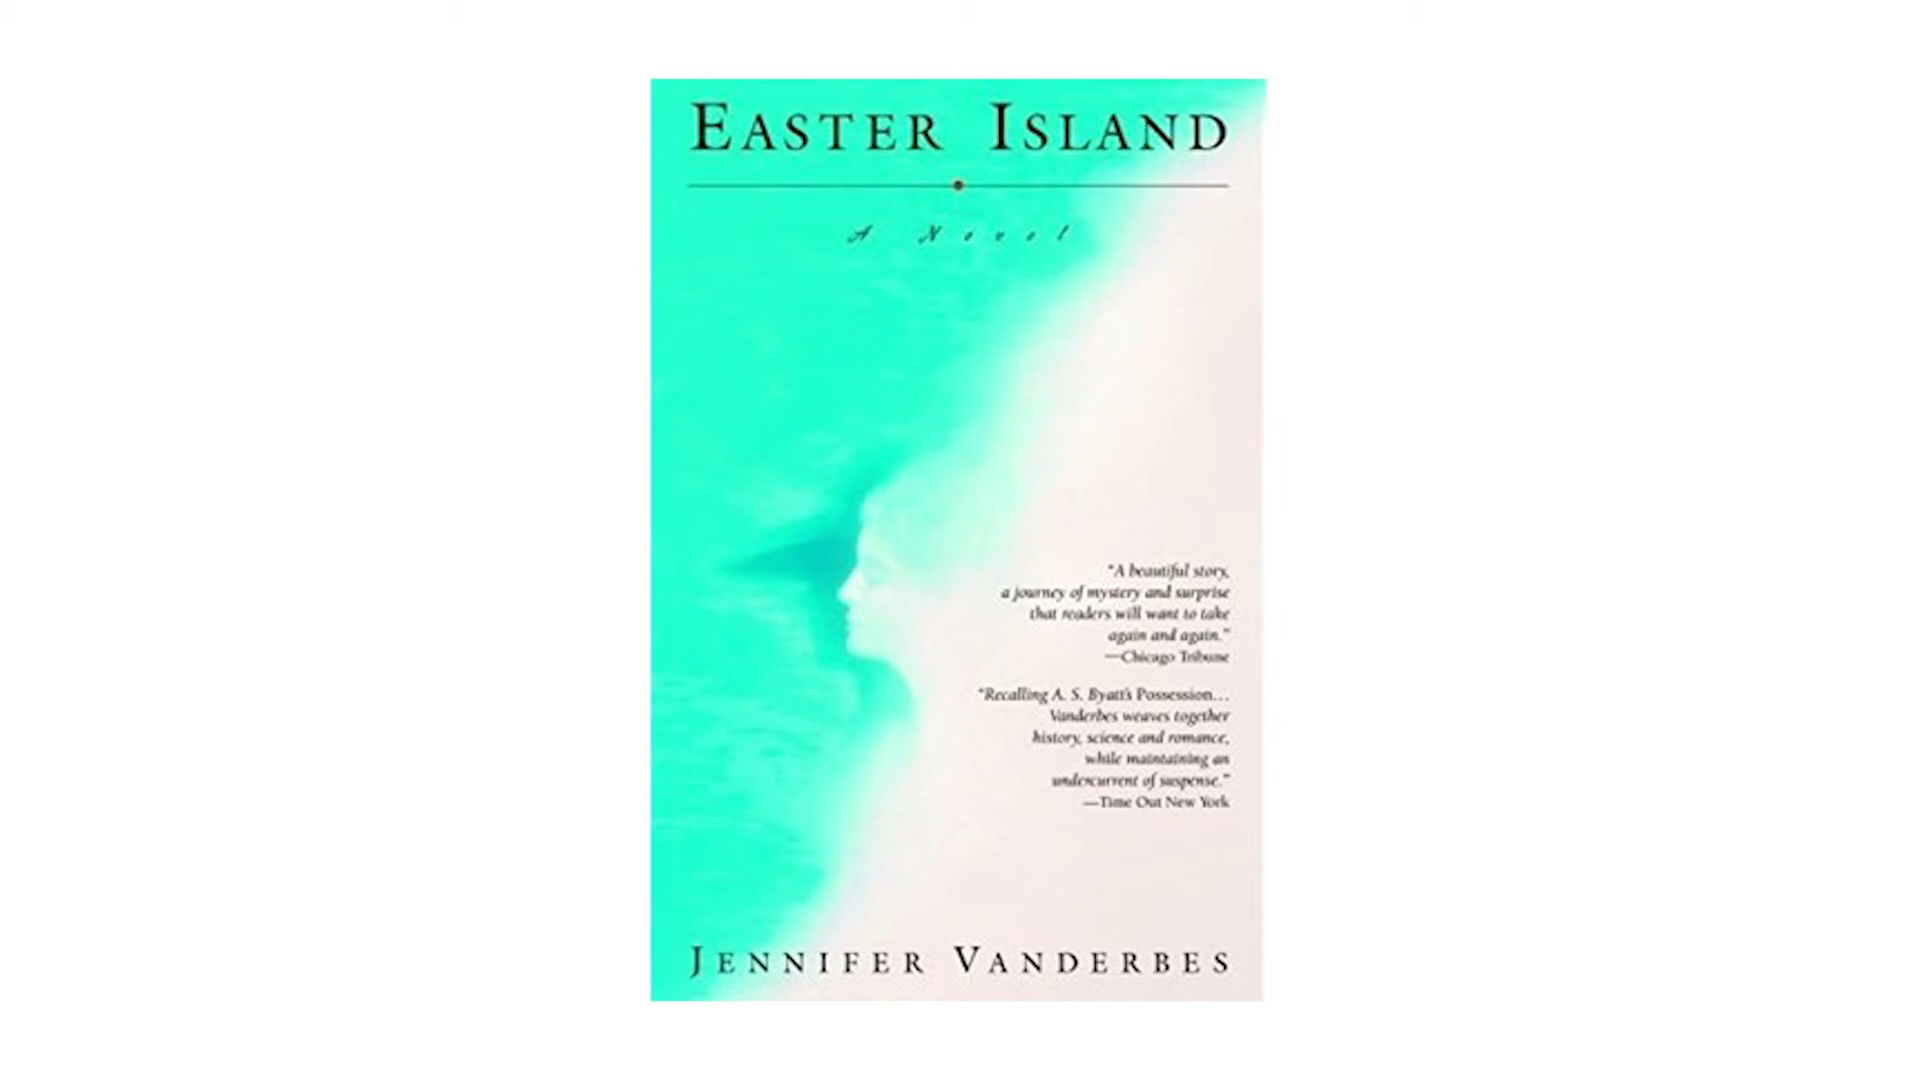 EASTER ISLAND
A Novel
"A beautiful story,
a journey of mystery and surprise
that readers will want to take
again and again."
—Chicago Tribune
"Recalling A. S. Byatt's Possession...
Vanderbes weaves together
history, science and romance,
while maintaining an
undercurrent of suspense."
—Time Out New York
JENNIFER VANDERBES